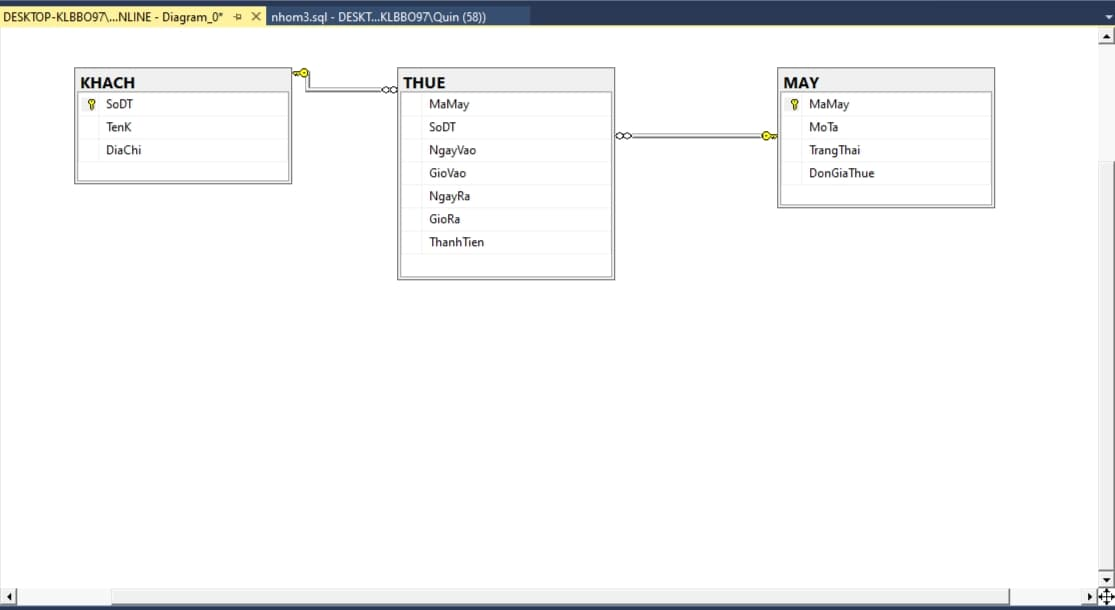 DESKTOP-KLBBO97\...NLINE - Diagram_0*
nhom3.sql - DESKT...KLBBO97\Quin (58))
KHACH
SoDT
TenK
DiaChi
THUE
MaMay
SoDT
NgayVao
GioVao
NgayRa
GioRa
ThanhTien
MAY
MaMay
MoTa
TrangThai
DonGiaThue